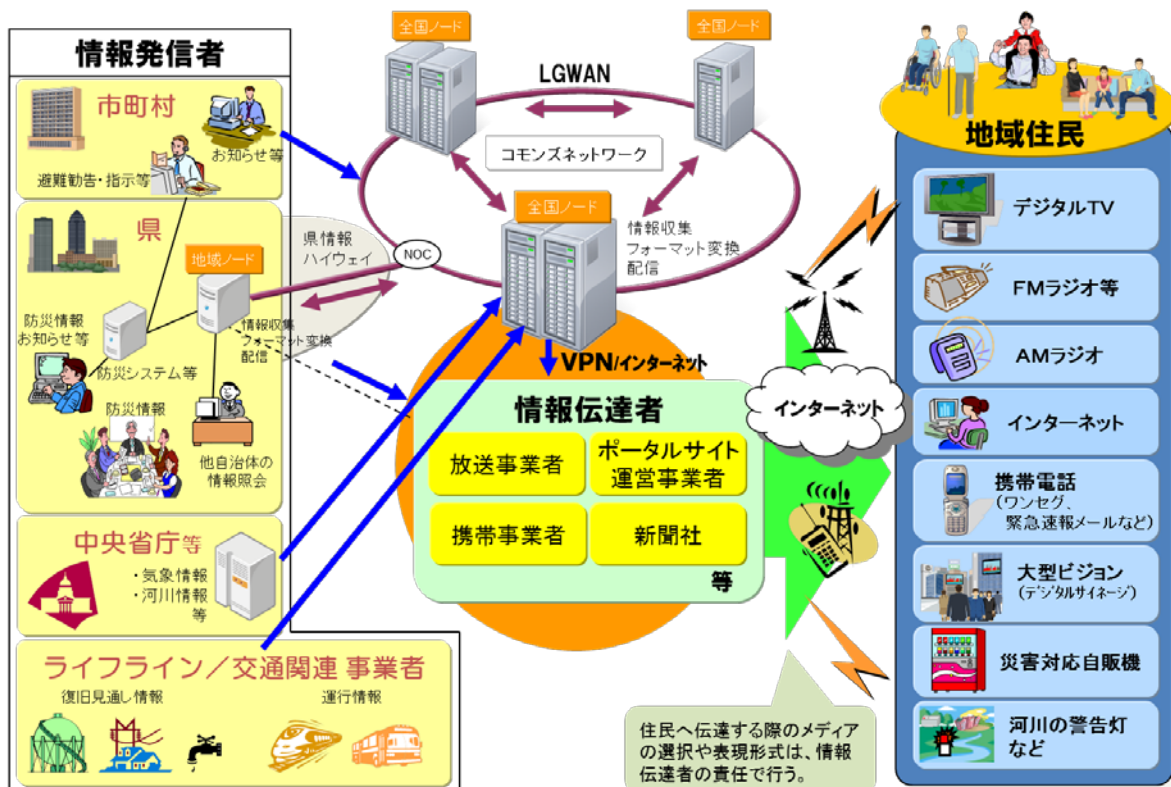 情報発信者
市町村
お知らせ等
避難勧告・指示等
県
地域ノード
防災情報
お知らせ等
防災システム等
防災情報
他自治体の
情報照会
情報収集
フォーマット変換
配信
県情報
ハイウェイ
NOC
中央省庁等
・気象情報
・河川情報
等
ライフライン／交通関連 事業者
復旧見通し情報
運行情報
全国ノード
全国ノード
LGWAN
コモンズネットワーク
全国ノード
情報収集
フォーマット変換
配信
VPN/インターネット
情報伝達者
放送事業者
ポータルサイト
運営事業者
携帯事業者
新聞社
等
インターネット
住民へ伝達する際のメディア
の選択や表現形式は、情報
伝達者の責任で行う。
地域住民
デジタルTV
FMラジオ等
AMラジオ
インターネット
携帯電話
(ワンセグ、
緊急速報メールなど)
大型ビジョン
(デジタルサイネージ)
災害対応自販機
河川の警告灯
など